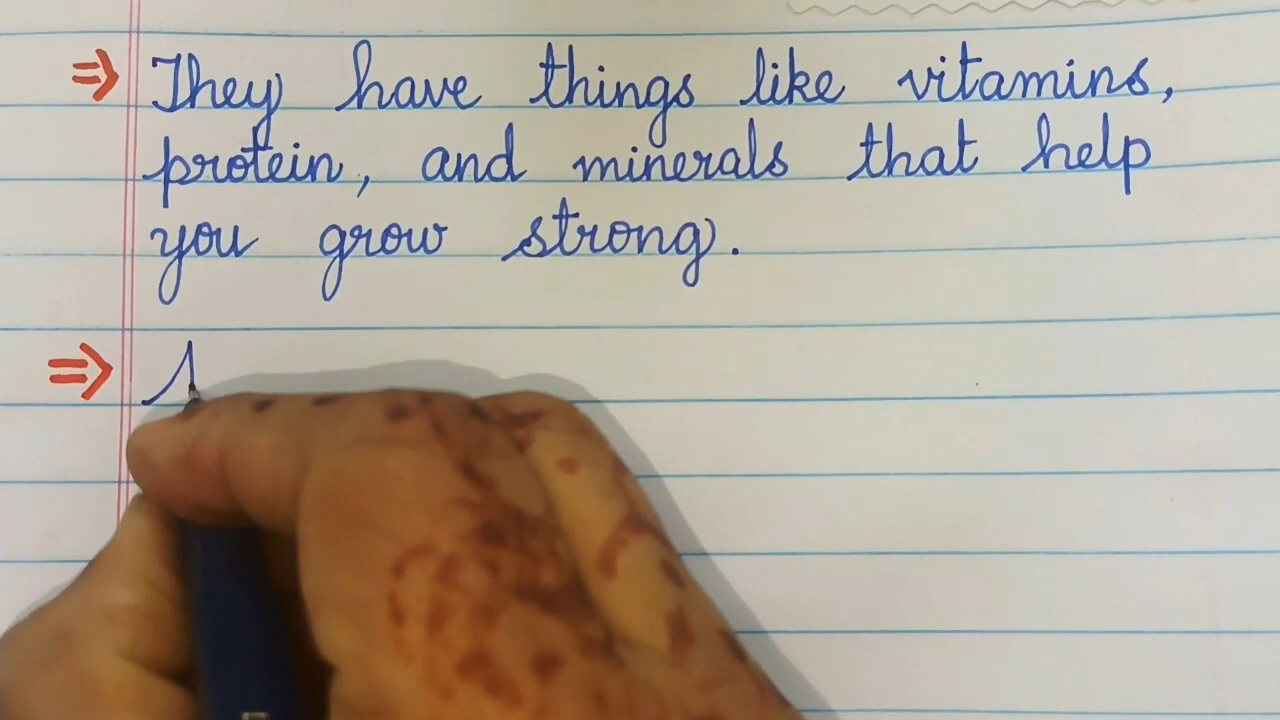 ⇒ They have things like vitamins,
protein, and minerals that help
you grow strong.
⇒